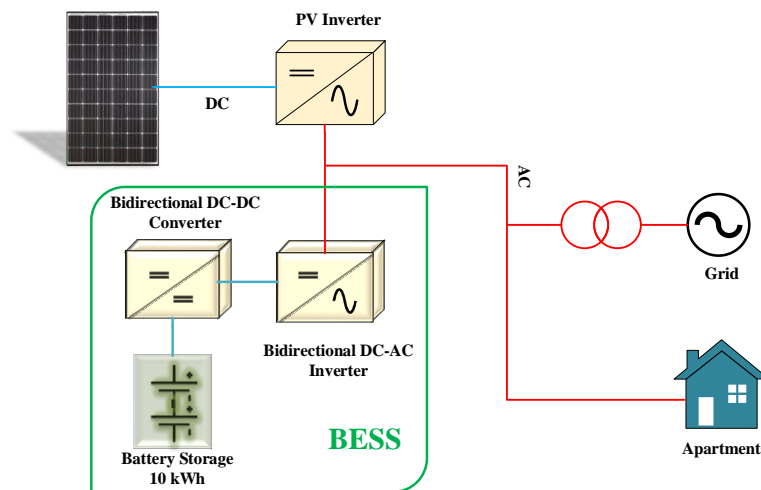 PV Inverter
DC
AC
Bidirectional DC-DC
Converter
Grid
Bidirectional DC-AC
Inverter
BESS
Apartment
Battery Storage
10 kWh